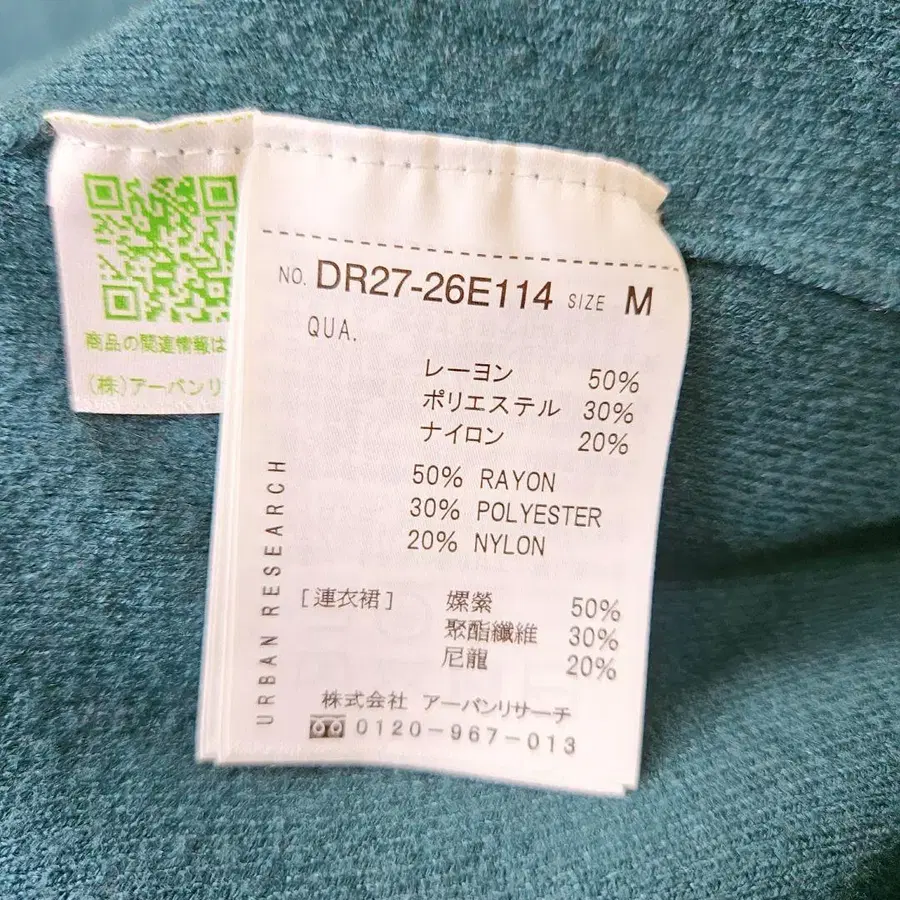 商品の関連情報は
(株)アーバンリ
NO. DR27-26E114 SIZE M
QUA.
レーヨン 50%
ポリエステル 30%
ナイロン 20%
50% RAYON
30% POLYESTER
20% NYLON
[連衣裙] 嫘縈 50%
聚酯纖維 30%
尼龍 20%
株式会社 アーバンリサーチ
0120-967-013
URBAN RESEARCH